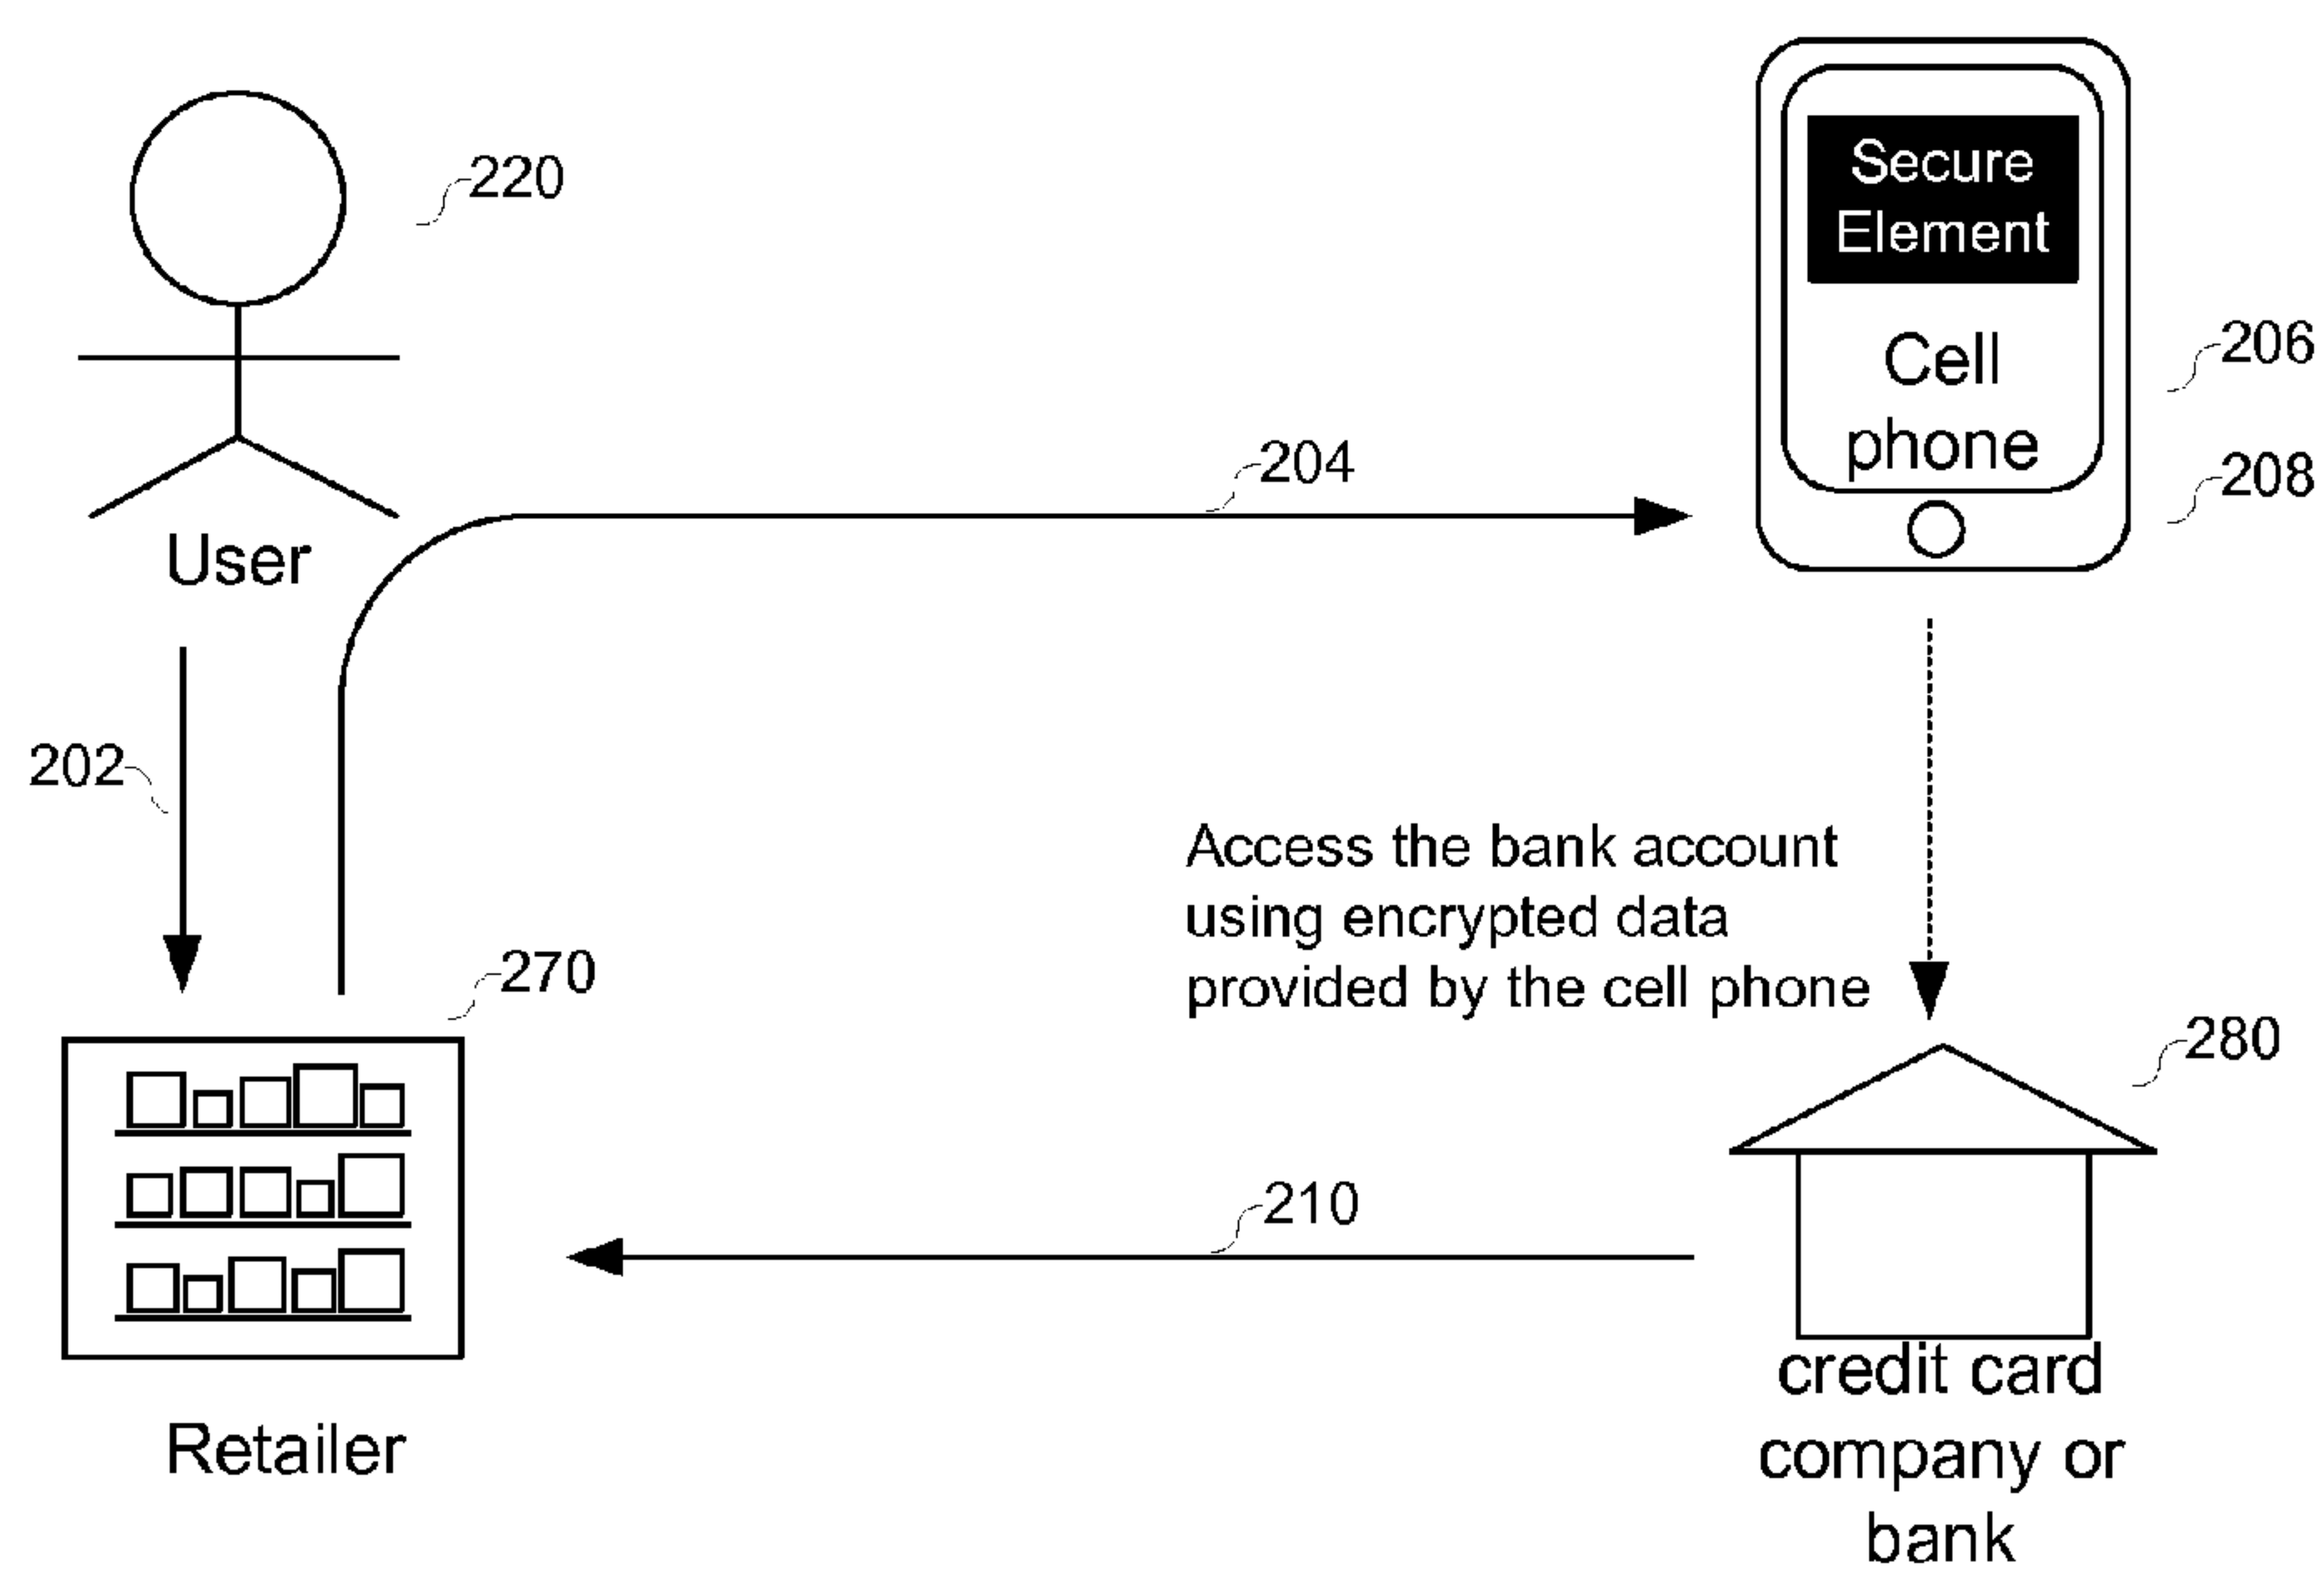 220
Secure
Element
Cell
phone
206
208
204
User
202
Access the bank account
using encrypted data
provided by the cell phone
270
280
210
credit card
company or
bank
Retailer